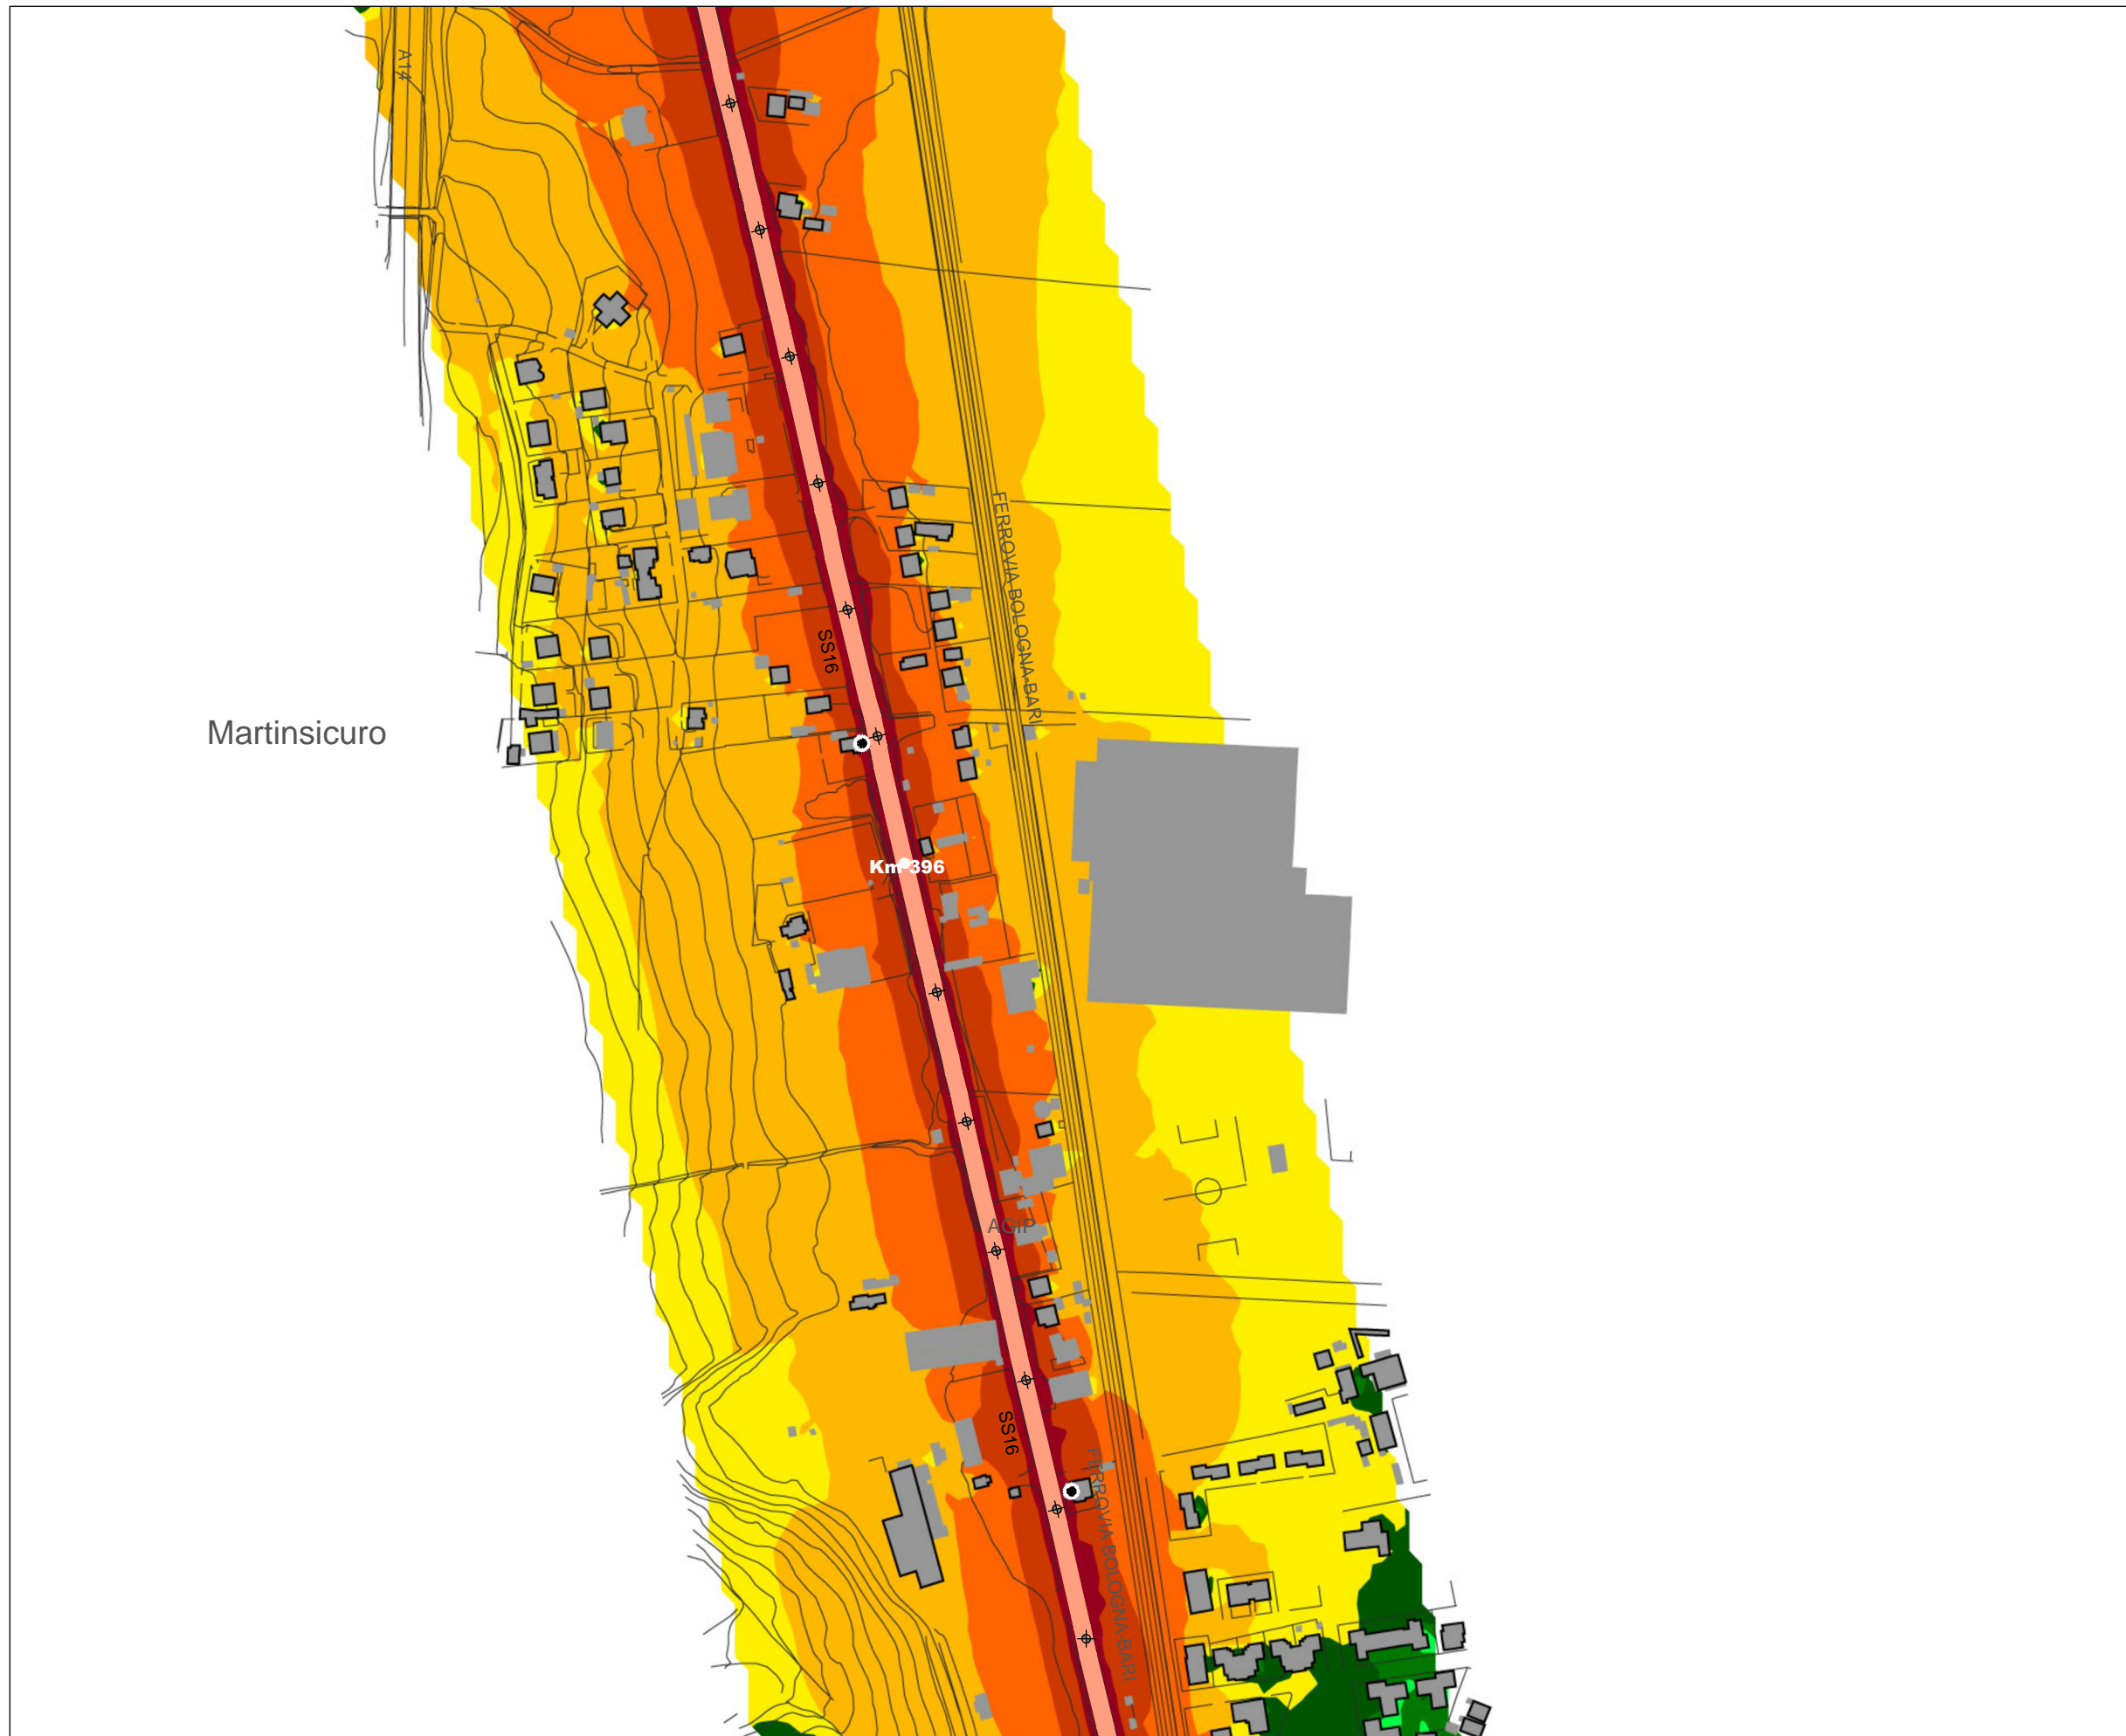 A14
FERROVIA BOLOGNA-BARI
SS16
Martinsicuro
Km 396
AGIP
SS16
FERROVIA BOLOGNA-BARI